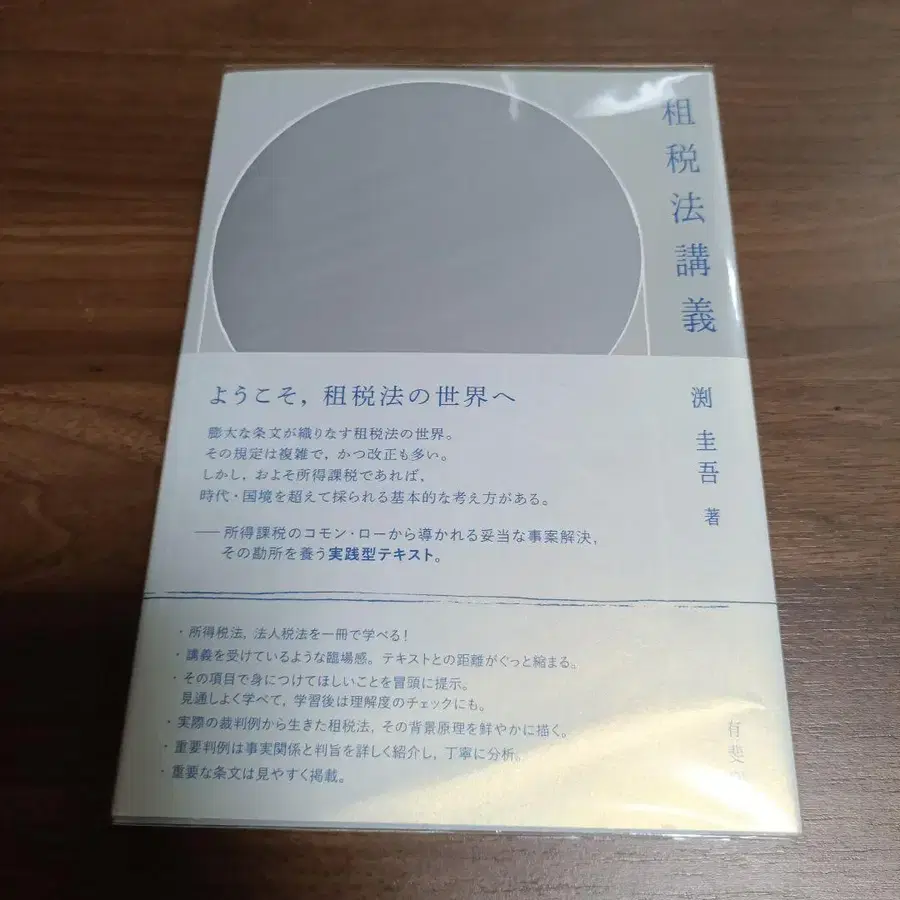 租税法講義
渕 圭吾 著
ようこそ，租税法の世界へ
膨大な条文が織りなす租税法の世界。
その規定は複雑で，かつ改正も多い。
しかし，およそ所得課税であれば，
時代・国境を超えて採られる基本的な考え方がある。
── 所得課税のコモン・ローから導かれる妥当な事案解決，
その勘所を養う実践型テキスト。
・所得税法，法人税法を一冊で学べる！
・講義を受けているような臨場感。テキストとの距離がぐっと縮まる。
・その項目で身につけてほしいことを冒頭に提示。
見通しよく学べて，学習後は理解度のチェックにも。
・実際の裁判例から生きた租税法，その背景原理を鮮やかに描く。
・重要判例は事実関係と判旨を詳しく紹介し，丁寧に分析。
・重要な条文は見やすく掲載。
有斐